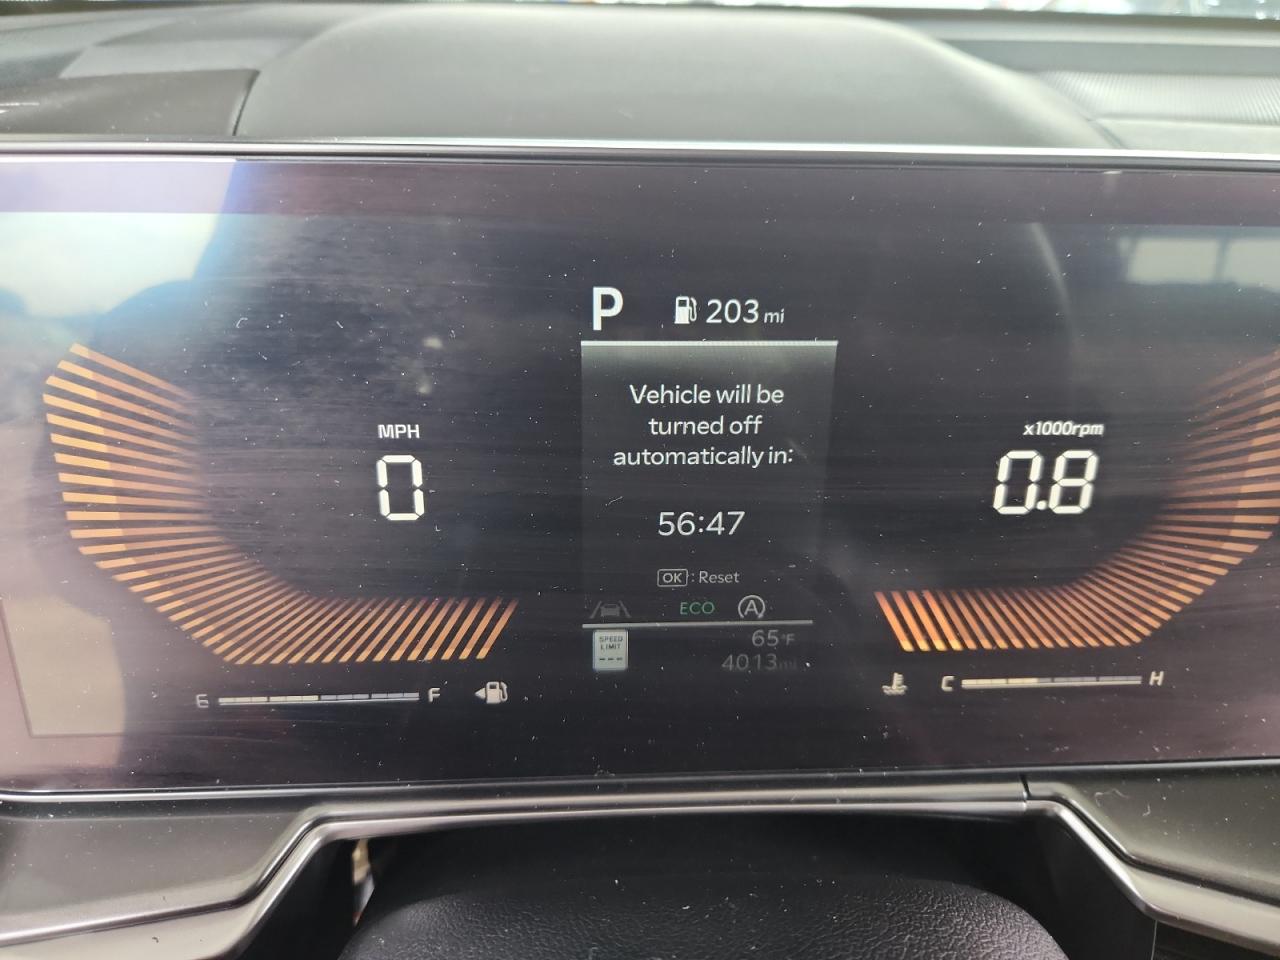 P 203 mi
Vehicle will be
turned off
automatically in:
56:47
OK : Reset
MPH
0
x1000rpm
0.8
ECO A
SPEED
LIMIT
---
65°F
4013 mi
E F
C H